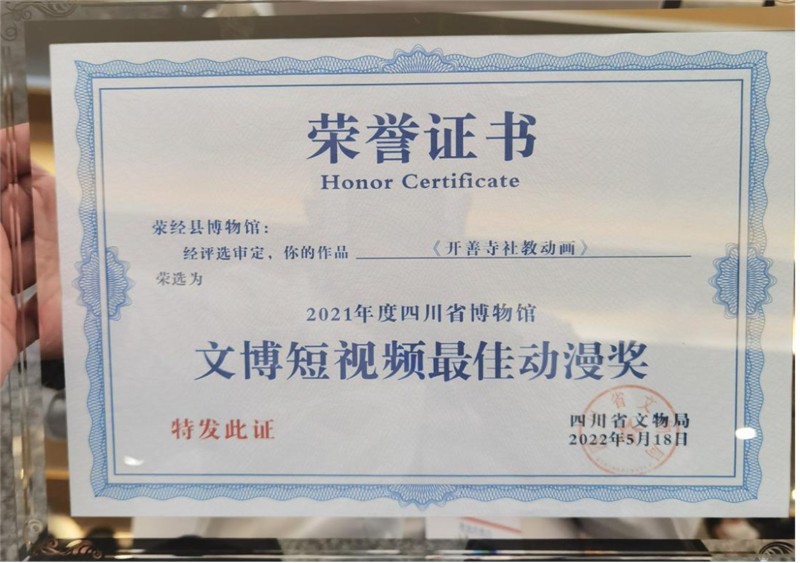 荣誉证书
Honor Certificate
荥经县博物馆：
经评选审定，你的作品 《开善寺社教动画》
荣选为
2021年度四川省博物馆
文博短视频最佳动漫奖
特发此证
四川省文物局
2022年5月18日